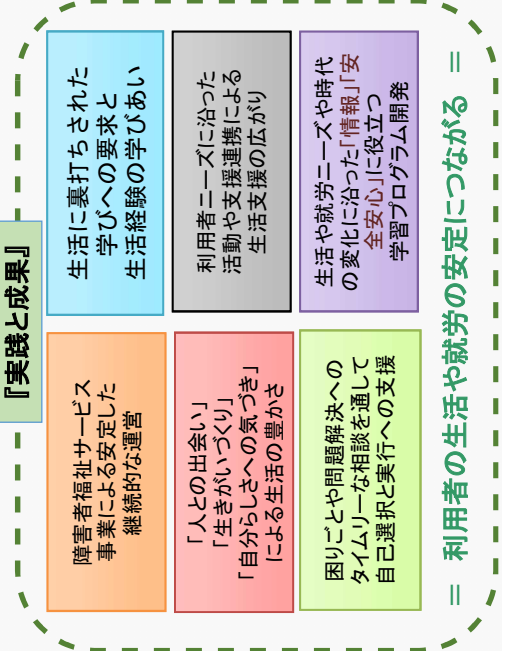 『実践と成果』
障害者福祉サービス
事業による安定した
継続的な運営
生活に裏打ちされた
学びへの要求と
生活経験の学びあい
「人との出会い」
「生きがいづくり」
「自分らしさへの気づき」
による生活の豊かさ
利用者ニーズに沿った
活動や支援連携による
生活支援の広がり
困りごとや問題解決への
タイムリーな相談を通して
自己選択と実行への支援
生活や就労ニーズや時代
の変化に沿った「情報」「安
全安心」に役立つ
学習プログラム開発
＝ 利用者の生活や就労の安定につながる ＝